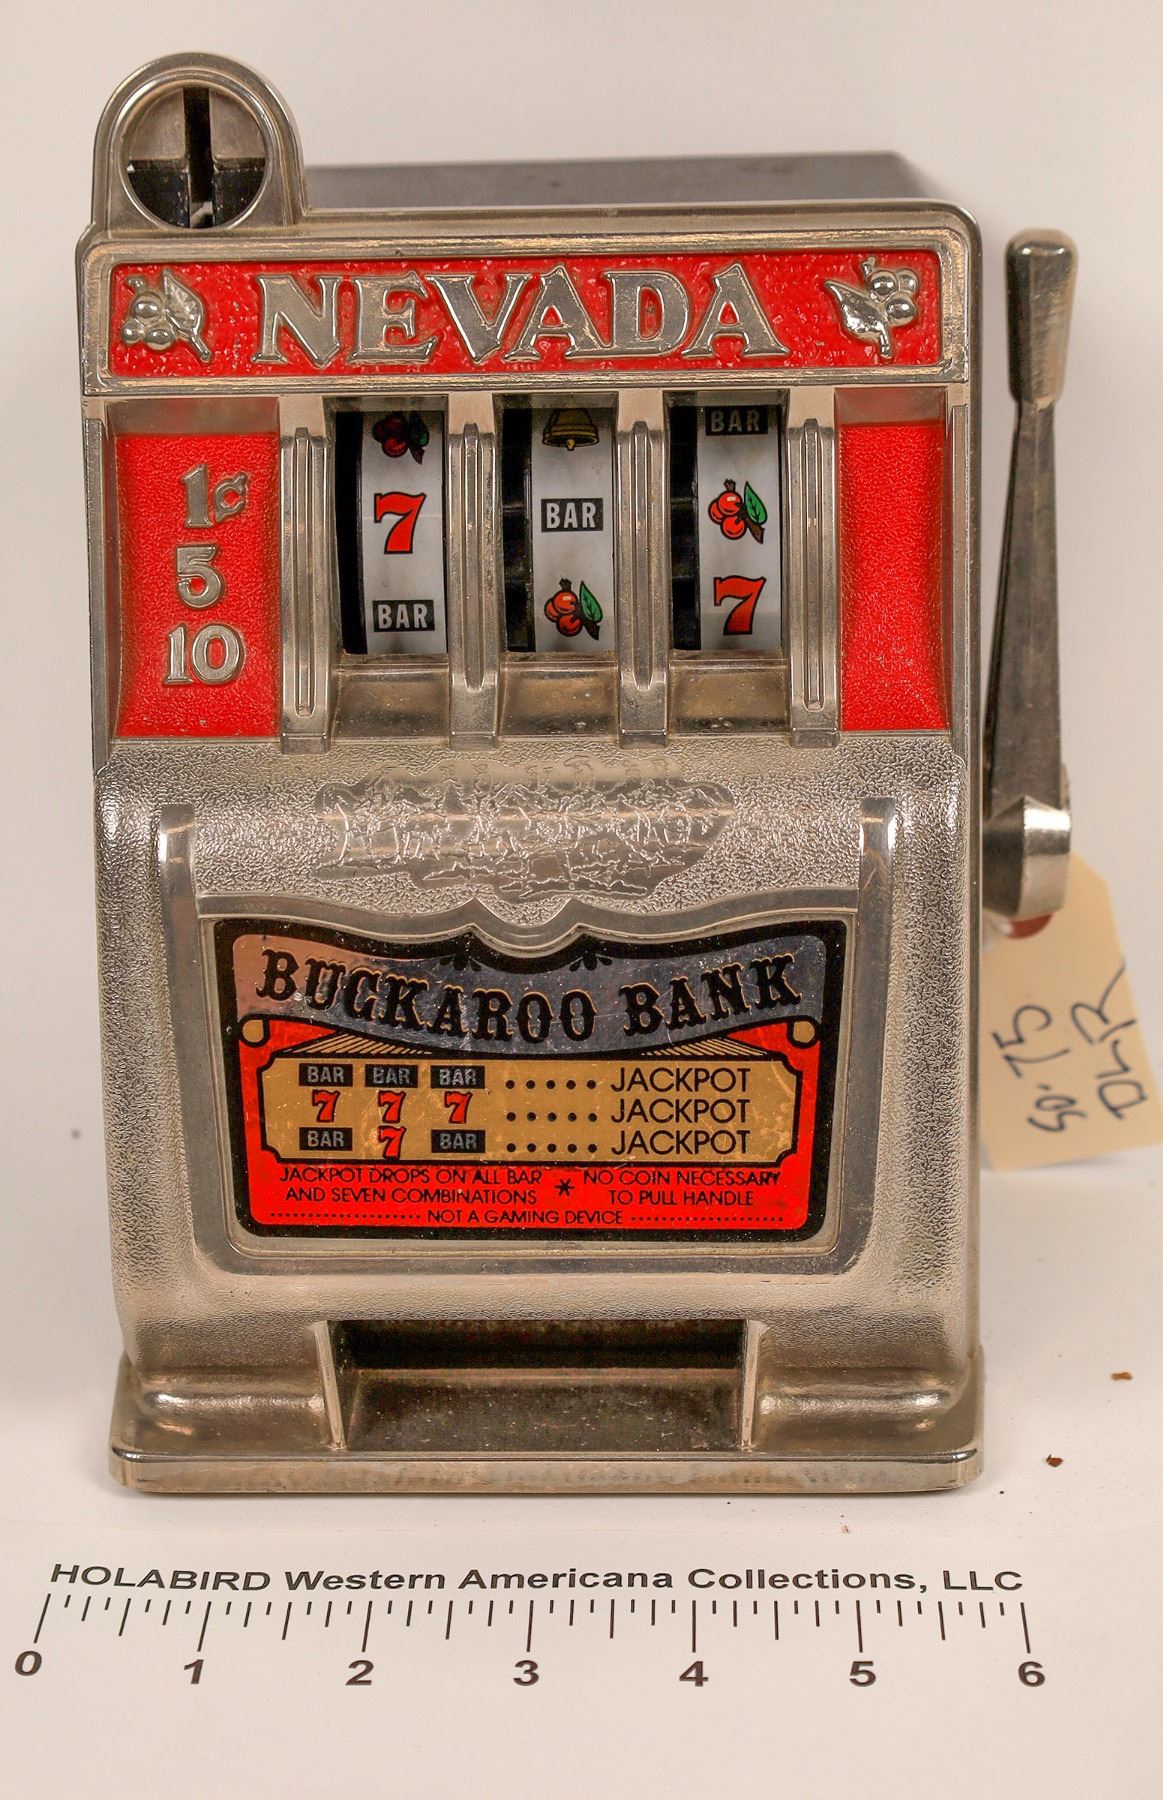 NEVADA
1¢
5
10
BAR
7
BAR
BAR
7
BUCKAROO BANK
BAR BAR BAR ..... JACKPOT
7 7 7 ..... JACKPOT
BAR 7 BAR ..... JACKPOT
JACKPOT DROPS ON ALL BAR * NO COIN NECESSARY
AND SEVEN COMBINATIONS TO PULL HANDLE
NOT A GAMING DEVICE
50.75
DLR
HOLABIRD Western Americana Collections, LLC
0 1 2 3 4 5 6